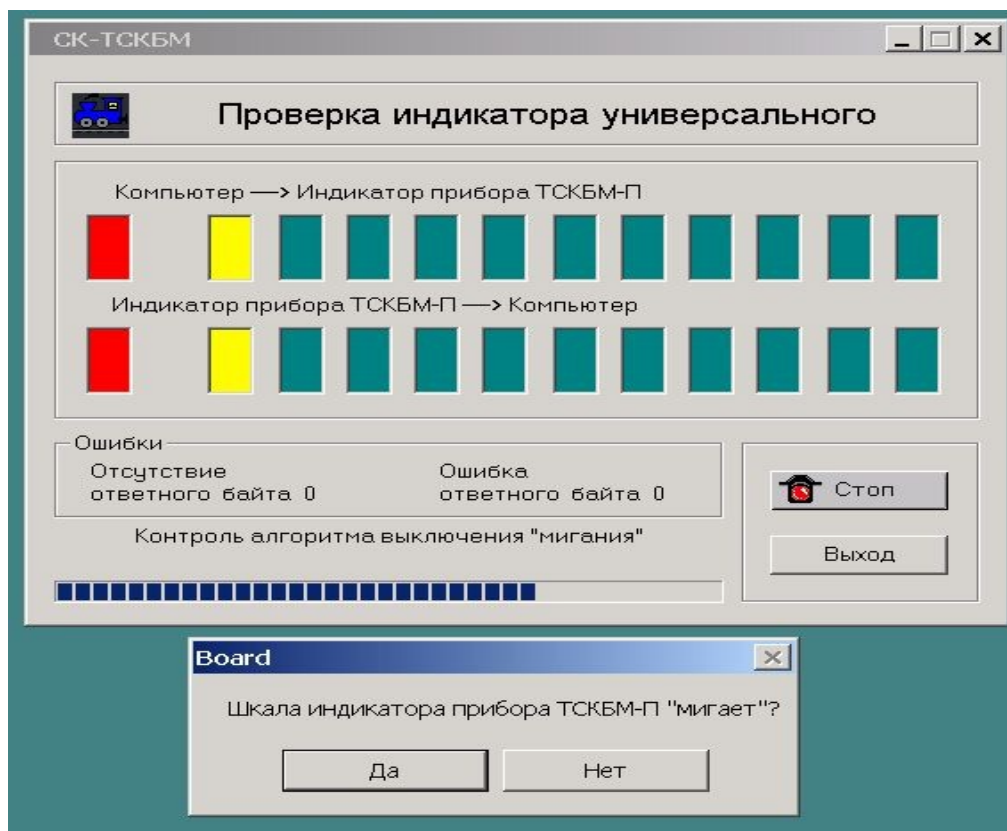 СК-ТСКБМ
Проверка индикатора универсального
Компьютер —> Индикатор прибора ТСКБМ-П
Индикатор прибора ТСКБМ-П —> Компьютер
Ошибки
Отсутствие
ответного байта 0
Ошибка
ответного байта 0
Стоп
Контроль алгоритма выключения "мигания"
Выход
Board
Шкала индикатора прибора ТСКБМ-П "мигает"?
Да
Нет